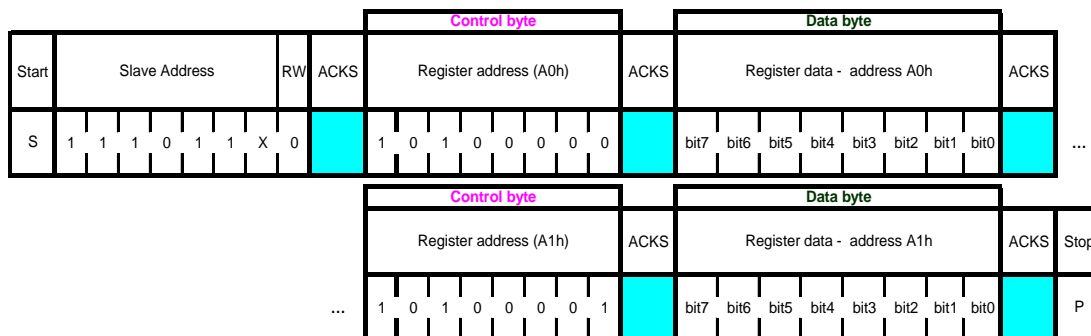 Control byte Data byte
Start Slave Address RW ACKS Register address (A0h) ACKS Register data - address A0h ACKS
S 1 1 1 0 1 1 X 0 1 0 1 0 0 0 0 0 bit7 bit6 bit5 bit4 bit3 bit2 bit1 bit0 ...
Control byte Data byte
Register address (A1h) ACKS Register data - address A1h ACKS Stop
... 1 0 1 0 0 0 0 1 bit7 bit6 bit5 bit4 bit3 bit2 bit1 bit0 P